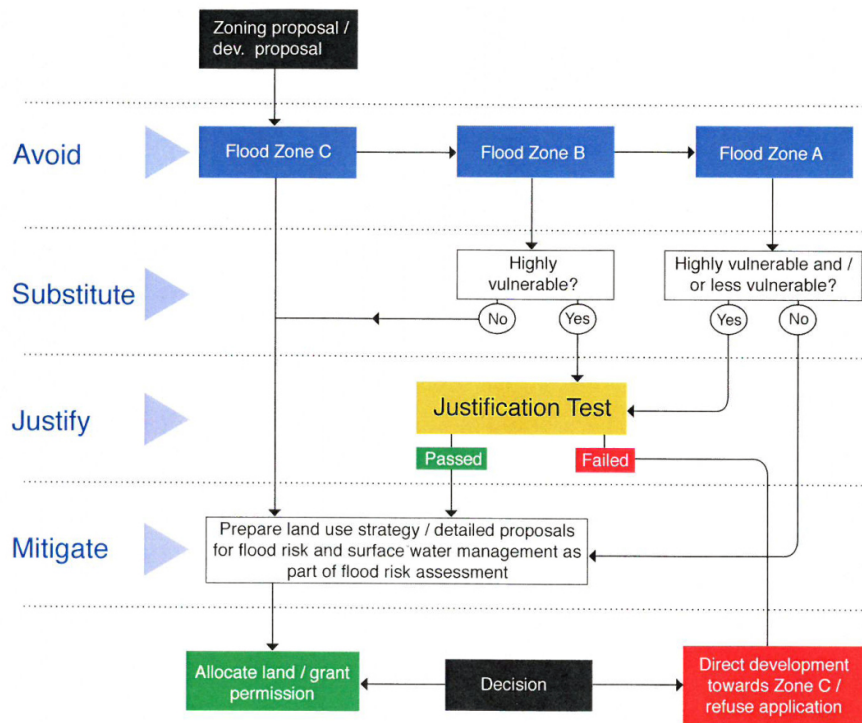 Zoning proposal /
dev. proposal
Avoid
Flood Zone C
Flood Zone B
Flood Zone A
Substitute
Highly
vulnerable?
Highly vulnerable and /
or less vulnerable?
No
Yes
Yes
No
Justify
Justification Test
Passed
Failed
Mitigate
Prepare land use strategy / detailed proposals
for flood risk and surface water management as
part of flood risk assessment
Allocate land / grant
permission
Decision
Direct development
towards Zone C /
refuse application